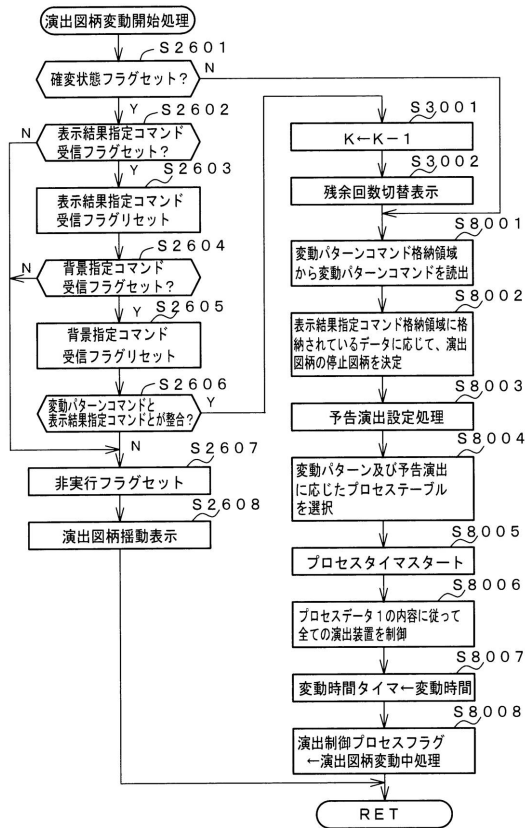 演出図柄変動開始処理
S2601
確変状態フラグセット?
N
Y
S2602
N
表示結果指定コマンド
受信フラグセット?
Y
S2603
表示結果指定コマンド
受信フラグリセット
S2604
N
背景指定コマンド
受信フラグセット?
Y
S2605
背景指定コマンド
受信フラグリセット
S2606
変動パターンコマンドと
表示結果指定コマンドとが整合?
Y
N
S2607
非実行フラグセット
S2608
演出図柄揺動表示
S3001
K←K-1
S3002
残余回数切替表示
S8001
変動パターンコマンド格納領域
から変動パターンコマンドを読出
S8002
表示結果指定コマンド格納領域に格
納されているデータに応じて、演出
図柄の停止図柄を決定
S8003
予告演出設定処理
S8004
変動パターン及び予告演出
に応じたプロセステーブル
を選択
S8005
プロセスタイマスタート
S8006
プロセスデータ1の内容に従って
全ての演出装置を制御
S8007
変動時間タイマ←変動時間
S8008
演出制御プロセスフラグ
←演出図柄変動中処理
RET